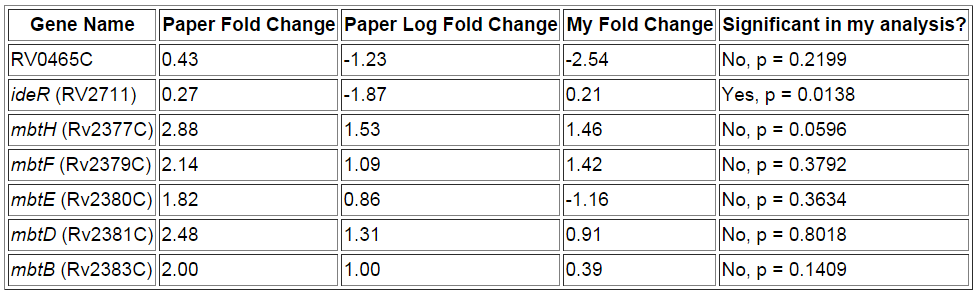 Gene Name Paper Fold Change Paper Log Fold Change My Fold Change Significant in my analysis?
RV0465C 0.43 -1.23 -2.54 No, p = 0.2199
ideR (RV2711) 0.27 -1.87 0.21 Yes, p = 0.0138
mbtH (Rv2377C) 2.88 1.53 1.46 No, p = 0.0596
mbtF (Rv2379C) 2.14 1.09 1.42 No, p = 0.3792
mbtE (Rv2380C) 1.82 0.86 -1.16 No, p = 0.3634
mbtD (Rv2381C) 2.48 1.31 0.91 No, p = 0.8018
mbtB (Rv2383C) 2.00 1.00 0.39 No, p = 0.1409